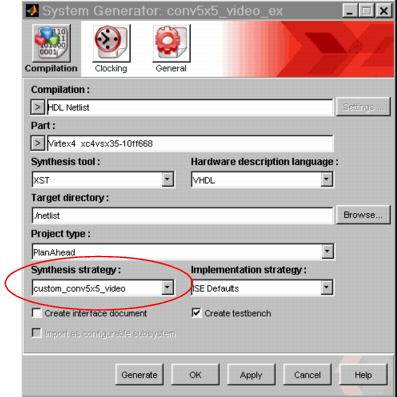 System Generator: conv5x5_video_ex
Compilation
Clocking
General
Compilation :
> HDL Netlist
Settings...
Part :
> Virtex4 xc4vsx35-10ff668
Synthesis tool :
Hardware description language :
XST
VHDL
Target directory :
./netlist
Browse...
Project type :
PlanAhead
Synthesis strategy :
Implementation strategy :
custom_conv5x5_video
ISE Defaults
Create interface document
Create testbench
Import as configurable subsystem
Generate
OK
Apply
Cancel
Help